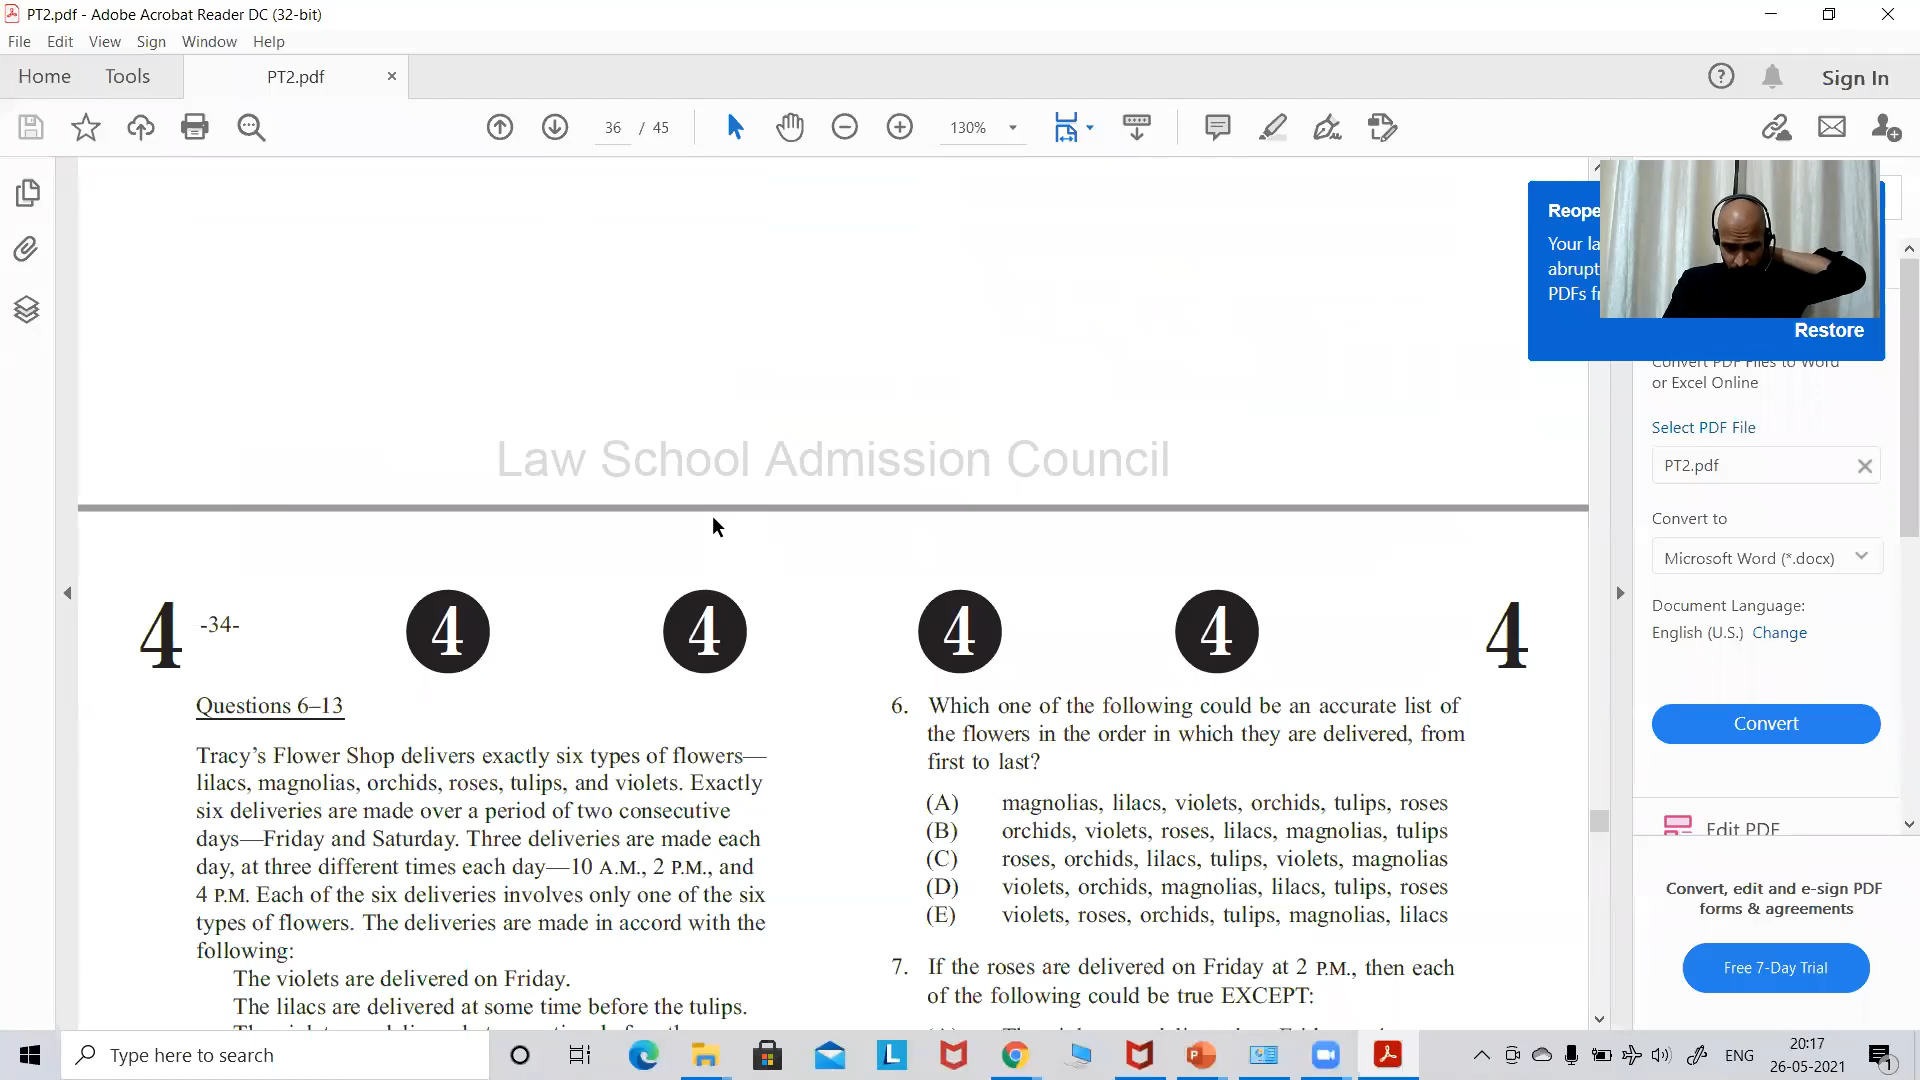 PT2.pdf - Adobe Acrobat Reader DC (32-bit)
File Edit View Sign Window Help
Home Tools PT2.pdf × Sign In
36 / 45 130%
Reope
Your la
abrupt
PDFs f
Restore
Convert PDF Files to Word
or Excel Online
Select PDF File
PT2.pdf
Convert to
Microsoft Word (*.docx)
Document Language:
English (U.S.) Change
Convert
Edit PDF
Convert, edit and e-sign PDF
forms & agreements
Free 7-Day Trial
Law School Admission Council
4 -34- 4 4 4 4 4
Questions 6–13
Tracy's Flower Shop delivers exactly six types of flowers—
lilacs, magnolias, orchids, roses, tulips, and violets. Exactly
six deliveries are made over a period of two consecutive
days—Friday and Saturday. Three deliveries are made each
day, at three different times each day—10 A.M., 2 P.M., and
4 P.M. Each of the six deliveries involves only one of the six
types of flowers. The deliveries are made in accord with the
following:
The violets are delivered on Friday.
The lilacs are delivered at some time before the tulips.
6. Which one of the following could be an accurate list of
the flowers in the order in which they are delivered, from
first to last?
(A) magnolias, lilacs, violets, orchids, tulips, roses
(B) orchids, violets, roses, lilacs, magnolias, tulips
(C) roses, orchids, lilacs, tulips, violets, magnolias
(D) violets, orchids, magnolias, lilacs, tulips, roses
(E) violets, roses, orchids, tulips, magnolias, lilacs
7. If the roses are delivered on Friday at 2 P.M., then each
of the following could be true EXCEPT:
Type here to search
ENG
20:17
26-05-2021
1